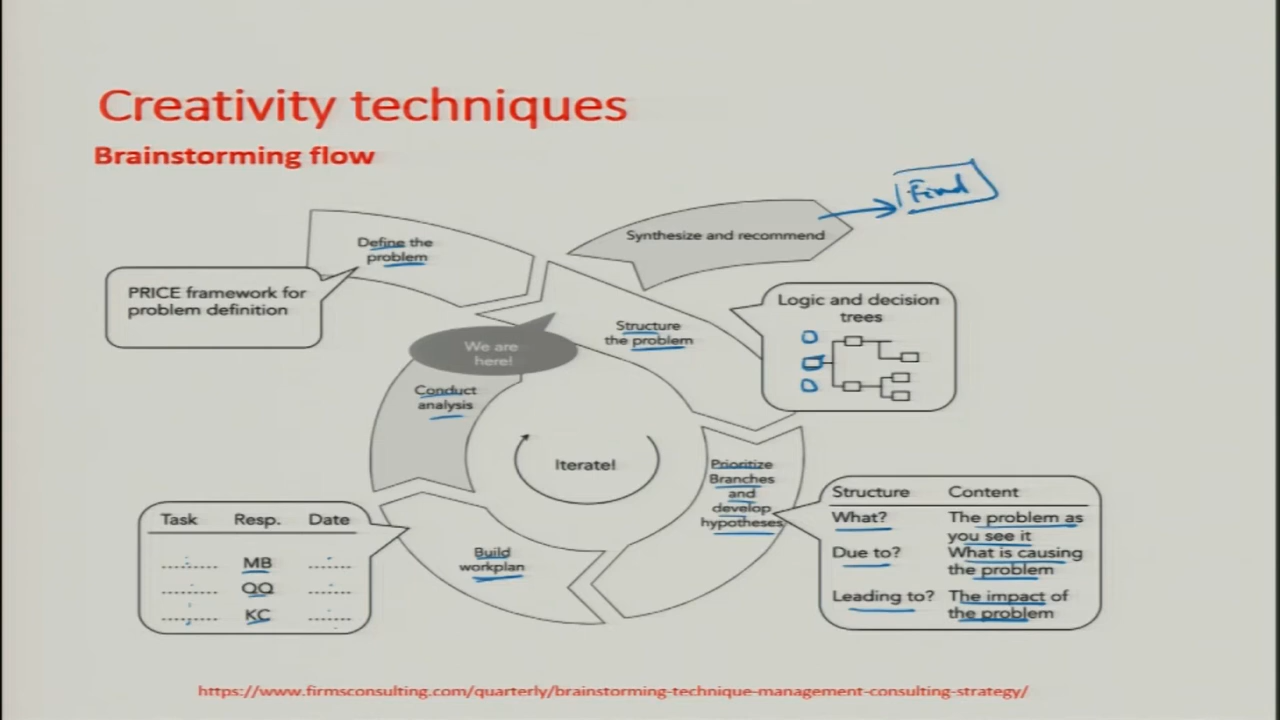 Creativity techniques
Brainstorming flow
Find
Define the
problem
Synthesize and recommend
PRICE framework for
problem definition
Logic and decision
trees
Structure
the problem
We are
here!
Conduct
analysis
Iterate!
Prioritize
Branches
and
develop
hypotheses
Structure Content
What? The problem as
you see it
Due to? What is causing
the problem
Leading to? The impact of
the problem
Task Resp. Date
MB
QQ
KC
Build
workplan
https://www.firmsconsulting.com/quarterly/brainstorming-technique-management-consulting-strategy/